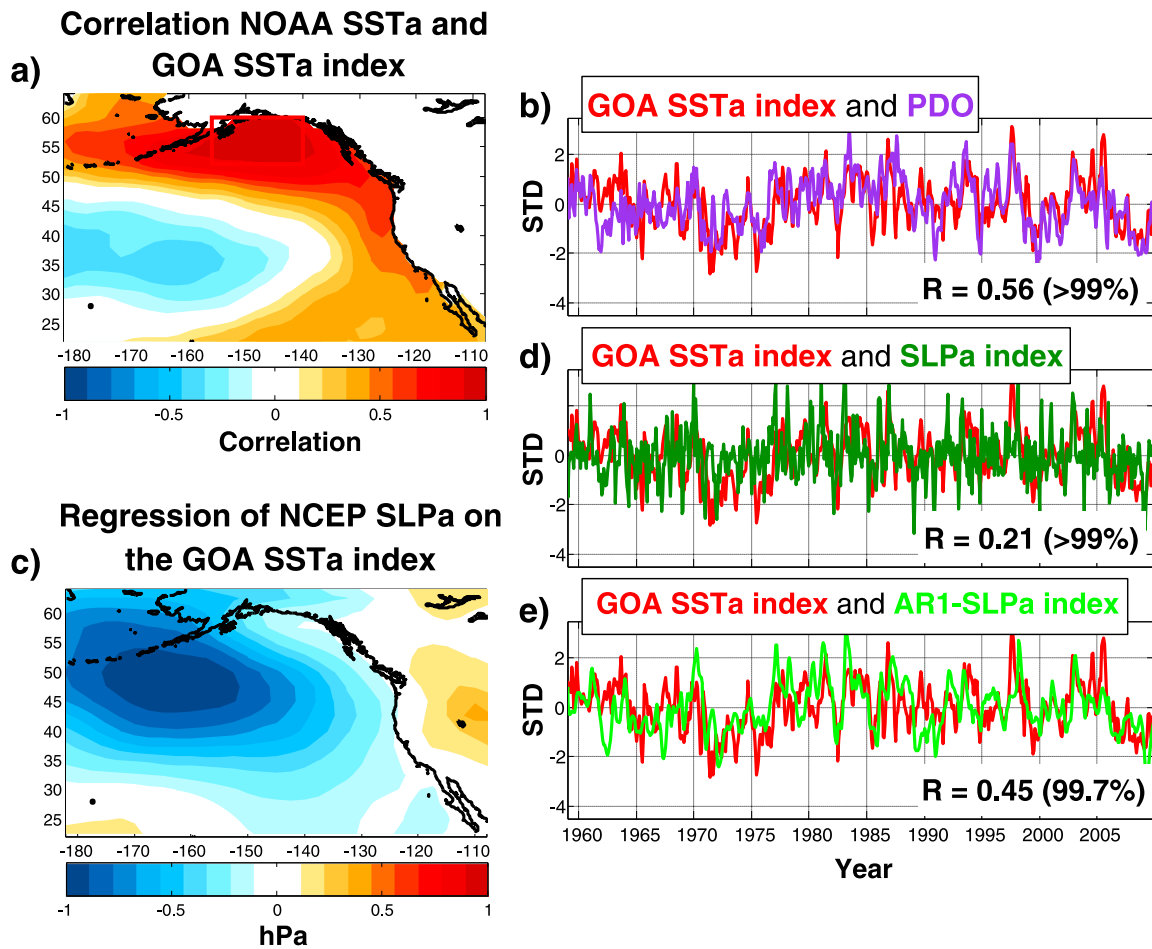 Correlation NOAA SSTa and
GOA SSTa index
a)
60
55
50
45
40
35
30
25
-180 -170 -160 -150 -140 -130 -120 -110
-1 -0.5 0 0.5 1
Correlation
b)
GOA SSTa index and PDO
STD
2
0
-2
-4
R = 0.56 (>99%)
d)
GOA SSTa index and SLPa index
STD
2
0
-2
-4
R = 0.21 (>99%)
Regression of NCEP SLPa on
the GOA SSTa index
c)
60
55
50
45
40
35
30
25
-180 -170 -160 -150 -140 -130 -120 -110
-1 -0.5 0 0.5 1
hPa
e)
GOA SSTa index and AR1-SLPa index
STD
2
0
-2
-4
R = 0.45 (99.7%)
1960 1965 1970 1975 1980 1985 1990 1995 2000 2005
Year